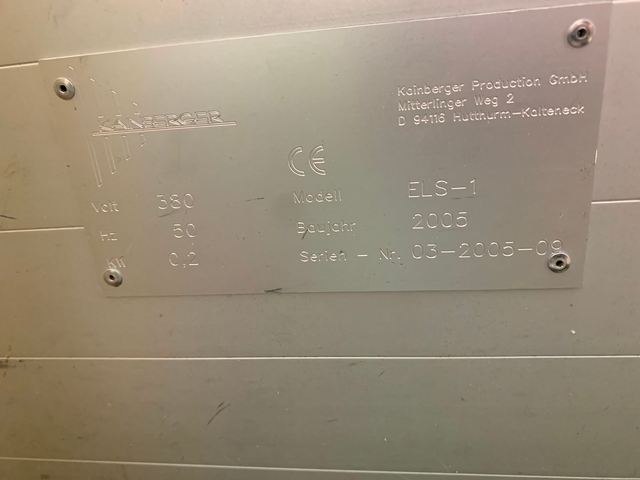 KAINBERGER
Kainberger Production GmbH
Mitterlinger Weg 2
D 94116 Hutthurm-Kalteneck
CE
Volt 380
Hz 50
kW 0,2
Modell ELS-1
Baujahr 2005
Serien - Nr. 03-2005-09